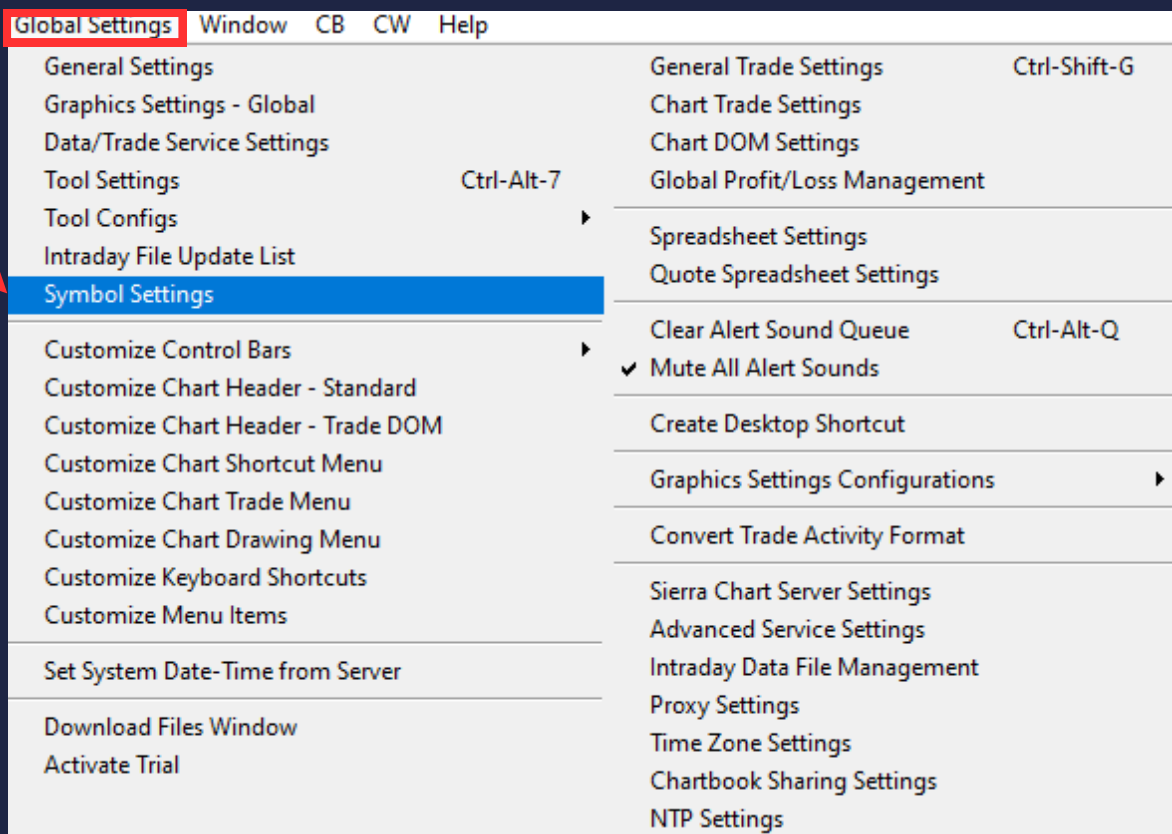 Global Settings Window CB CW Help
General Settings
Graphics Settings - Global
Data/Trade Service Settings
Tool Settings Ctrl-Alt-7
Tool Configs
Intraday File Update List
Symbol Settings
Customize Control Bars
Customize Chart Header - Standard
Customize Chart Header - Trade DOM
Customize Chart Shortcut Menu
Customize Chart Trade Menu
Customize Chart Drawing Menu
Customize Keyboard Shortcuts
Customize Menu Items
Set System Date-Time from Server
Download Files Window
Activate Trial
General Trade Settings Ctrl-Shift-G
Chart Trade Settings
Chart DOM Settings
Global Profit/Loss Management
Spreadsheet Settings
Quote Spreadsheet Settings
Clear Alert Sound Queue Ctrl-Alt-Q
Mute All Alert Sounds
Create Desktop Shortcut
Graphics Settings Configurations
Convert Trade Activity Format
Sierra Chart Server Settings
Advanced Service Settings
Intraday Data File Management
Proxy Settings
Time Zone Settings
Chartbook Sharing Settings
NTP Settings